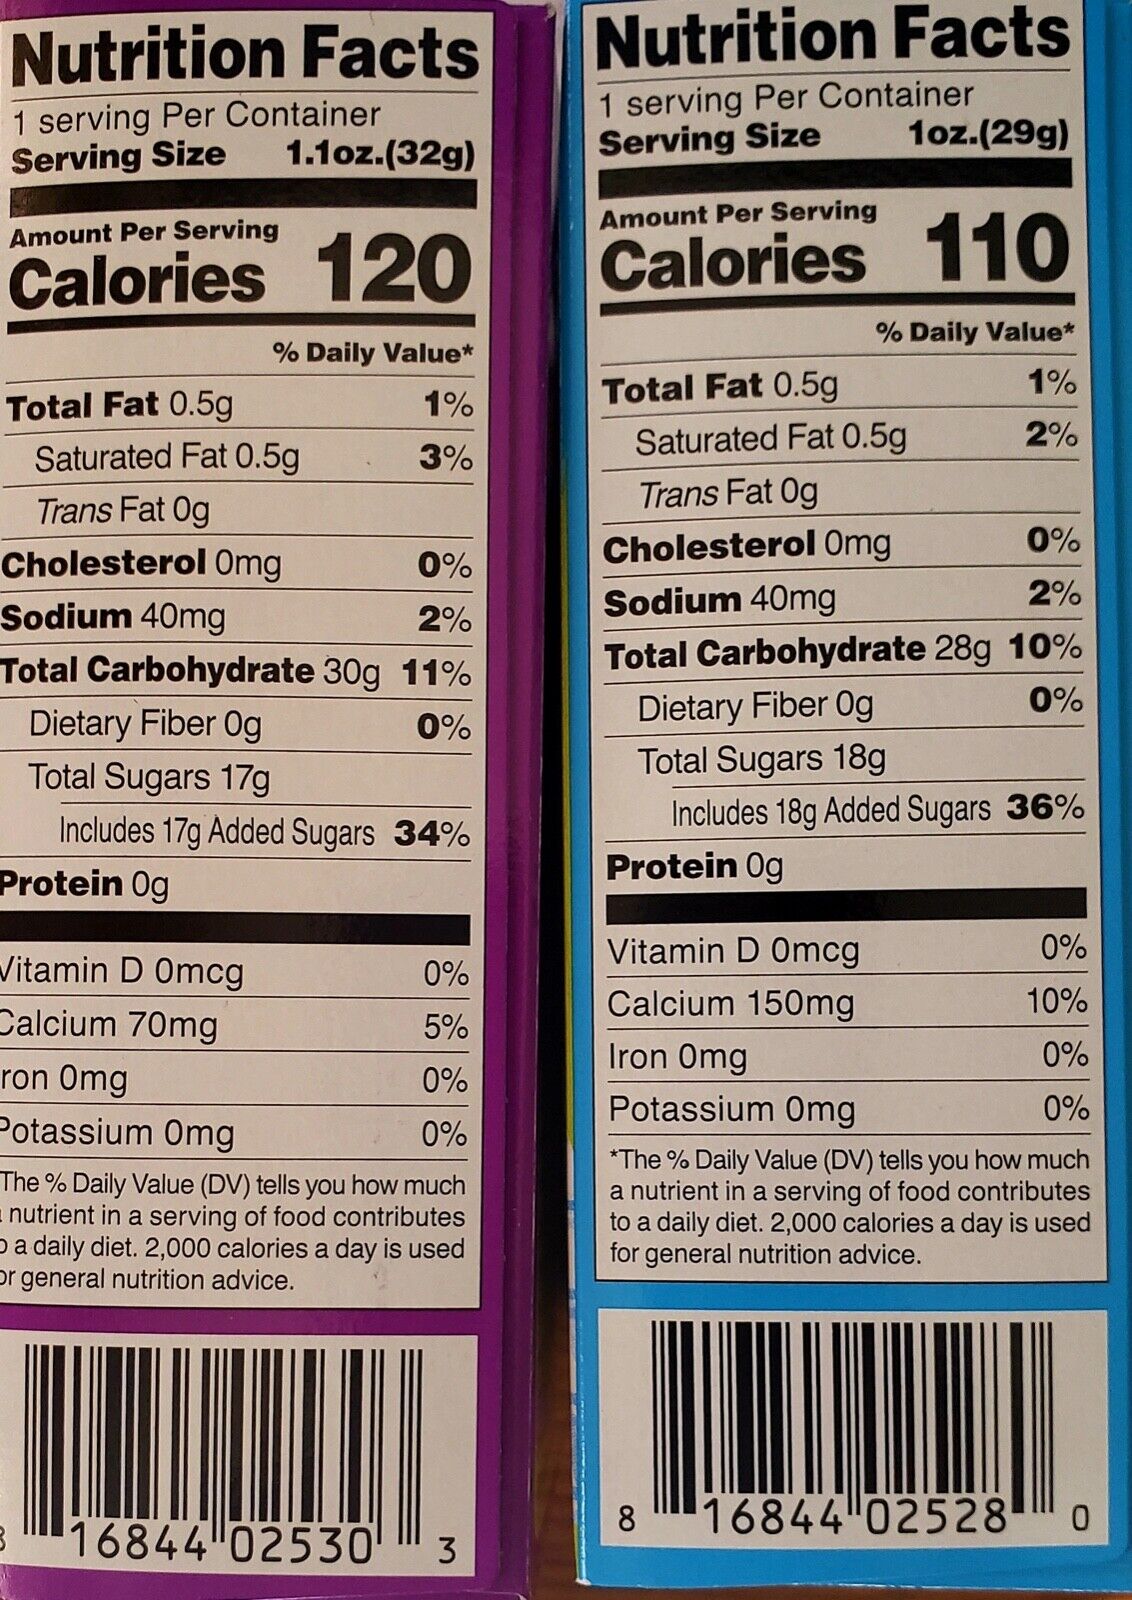 Nutrition Facts
1 serving Per Container
Serving Size 1.1oz.(32g)
Amount Per Serving
Calories 120
% Daily Value*
Total Fat 0.5g 1%
Saturated Fat 0.5g 3%
Trans Fat 0g
Cholesterol 0mg 0%
Sodium 40mg 2%
Total Carbohydrate 30g 11%
Dietary Fiber 0g 0%
Total Sugars 17g
Includes 17g Added Sugars 34%
Protein 0g
Vitamin D 0mcg 0%
Calcium 70mg 5%
ron 0mg 0%
Potassium 0mg 0%
The % Daily Value (DV) tells you how much
nutrient in a serving of food contributes
o a daily diet. 2,000 calories a day is used
or general nutrition advice.
8 16844 02530 3
Nutrition Facts
1 serving Per Container
Serving Size 1oz.(29g)
Amount Per Serving
Calories 110
% Daily Value*
Total Fat 0.5g 1%
Saturated Fat 0.5g 2%
Trans Fat 0g
Cholesterol 0mg 0%
Sodium 40mg 2%
Total Carbohydrate 28g 10%
Dietary Fiber 0g 0%
Total Sugars 18g
Includes 18g Added Sugars 36%
Protein 0g
Vitamin D 0mcg 0%
Calcium 150mg 10%
Iron 0mg 0%
Potassium 0mg 0%
*The % Daily Value (DV) tells you how much
a nutrient in a serving of food contributes
to a daily diet. 2,000 calories a day is used
for general nutrition advice.
8 16844 02528 0